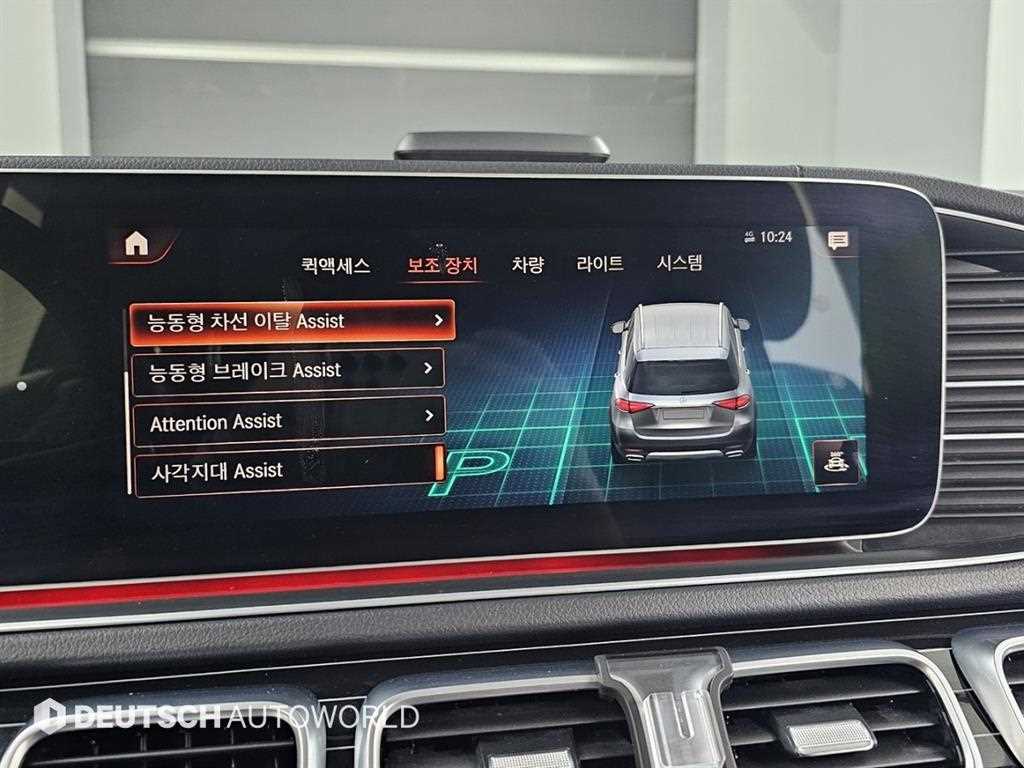 4G 10:24
퀵액세스 보조 장치 차량 라이트 시스템
능동형 차선 이탈 Assist
능동형 브레이크 Assist
Attention Assist
사각지대 Assist
P
360°
DEUTSCH AUTOWORLD